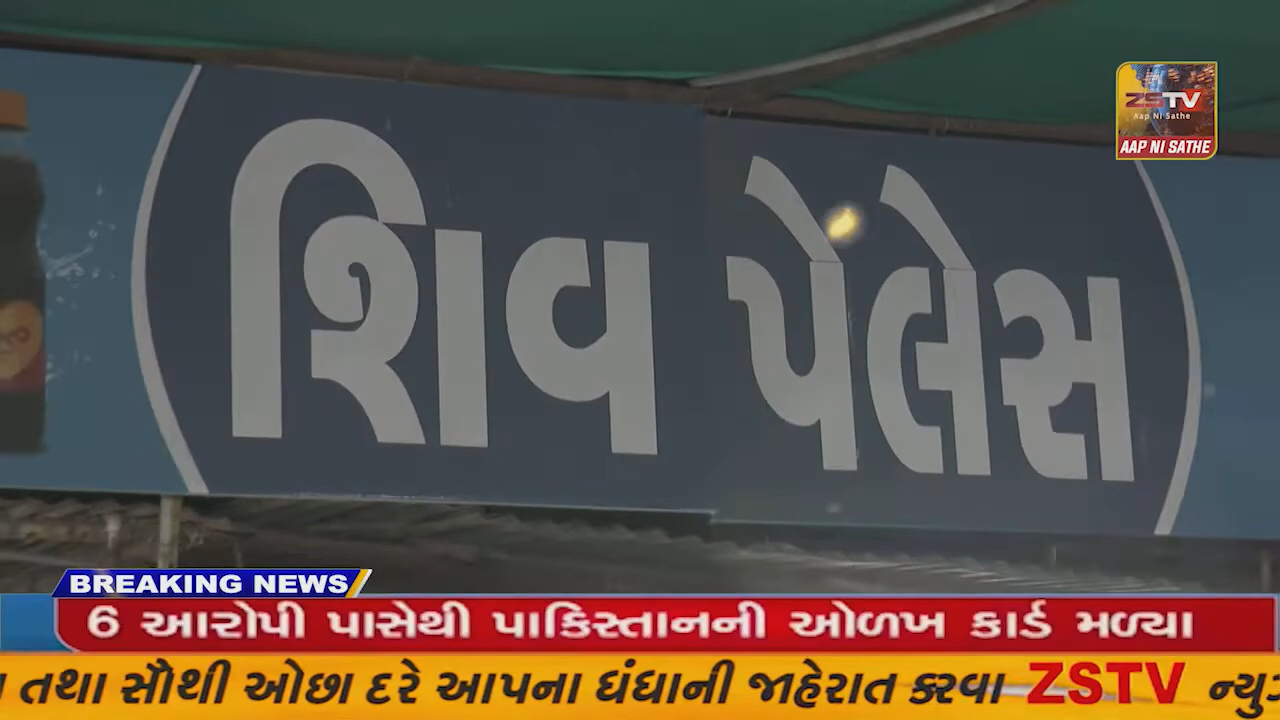 ZSTV
Aap Ni Sathe
AAP NI SATHE
શિવ પેલેસ
BREAKING NEWS
6 આરોપી પાસેથી પાકિસ્તાનની ઓળખ કાર્ડ મળ્યા
તથા સૌથી ઓછા દરે આપના ધંધાની જાહેરાત કરવા ZSTV